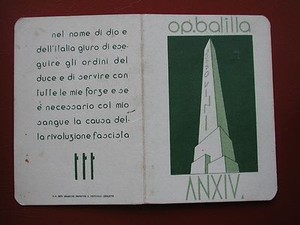 nel nome di dio e
dell'italia giuro di ese
guire gli ordini del
duce e di servire con
tutte le mie forze e se
é necessario col mio
sangue la causa del-
la rivoluzione fascista
op.balilla
ANXIV